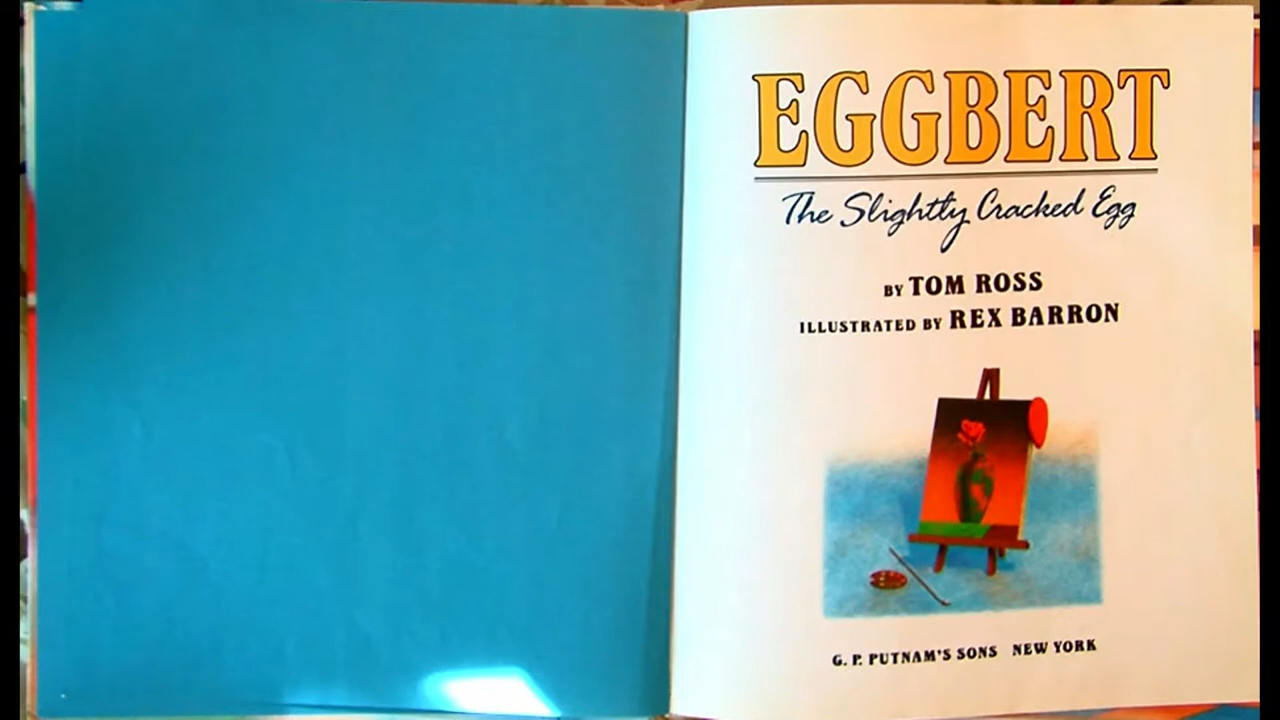 EGGBERT
The Slightly Cracked Egg
BY TOM ROSS
ILLUSTRATED BY REX BARRON
G. P. PUTNAM'S SONS NEW YORK